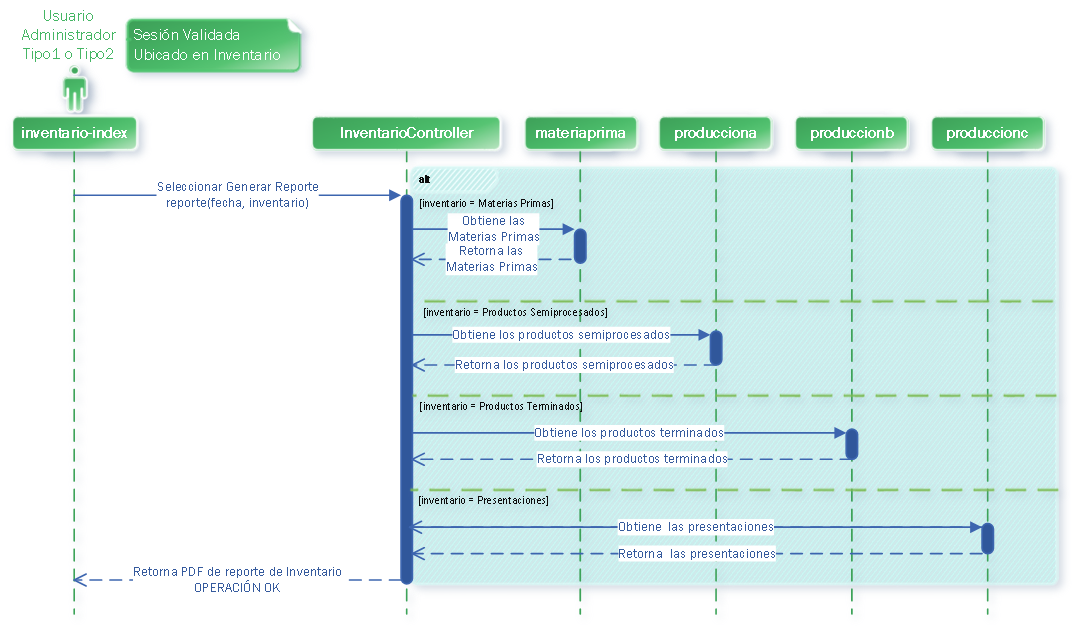 Usuario
Administrador
Tipo1 o Tipo2
Sesión Validada
Ubicado en Inventario
inventario-index
InventarioController
materiaprima
producciona
produccionb
produccionc
alt
Seleccionar Generar Reporte
reporte(fecha, inventario)
[inventario = Materias Primas]
Obtiene las
Materias Primas
Retorna las
Materias Primas
[inventario = Productos Semiprocesados]
Obtiene los productos semiprocesados
Retorna los productos semiprocesados
[inventario = Productos Terminados]
Obtiene los productos terminados
Retorna los productos terminados
[inventario = Presentaciones]
Obtiene las presentaciones
Retorna las presentaciones
Retorna PDF de reporte de Inventario
OPERACIÓN OK